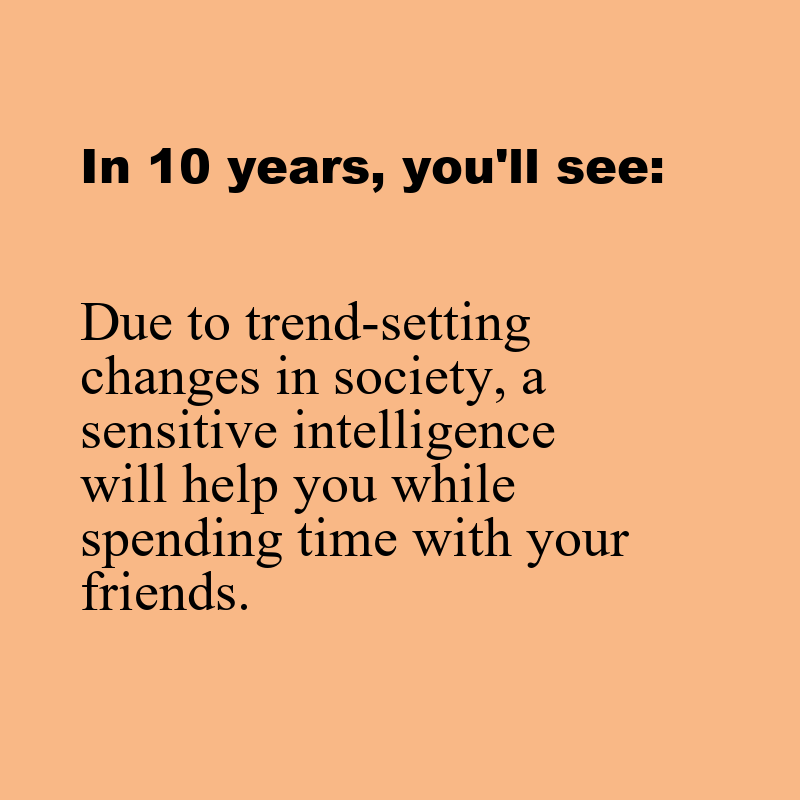 In 10 years, you'll see:
Due to trend-setting
changes in society, a
sensitive intelligence
will help you while
spending time with your
friends.